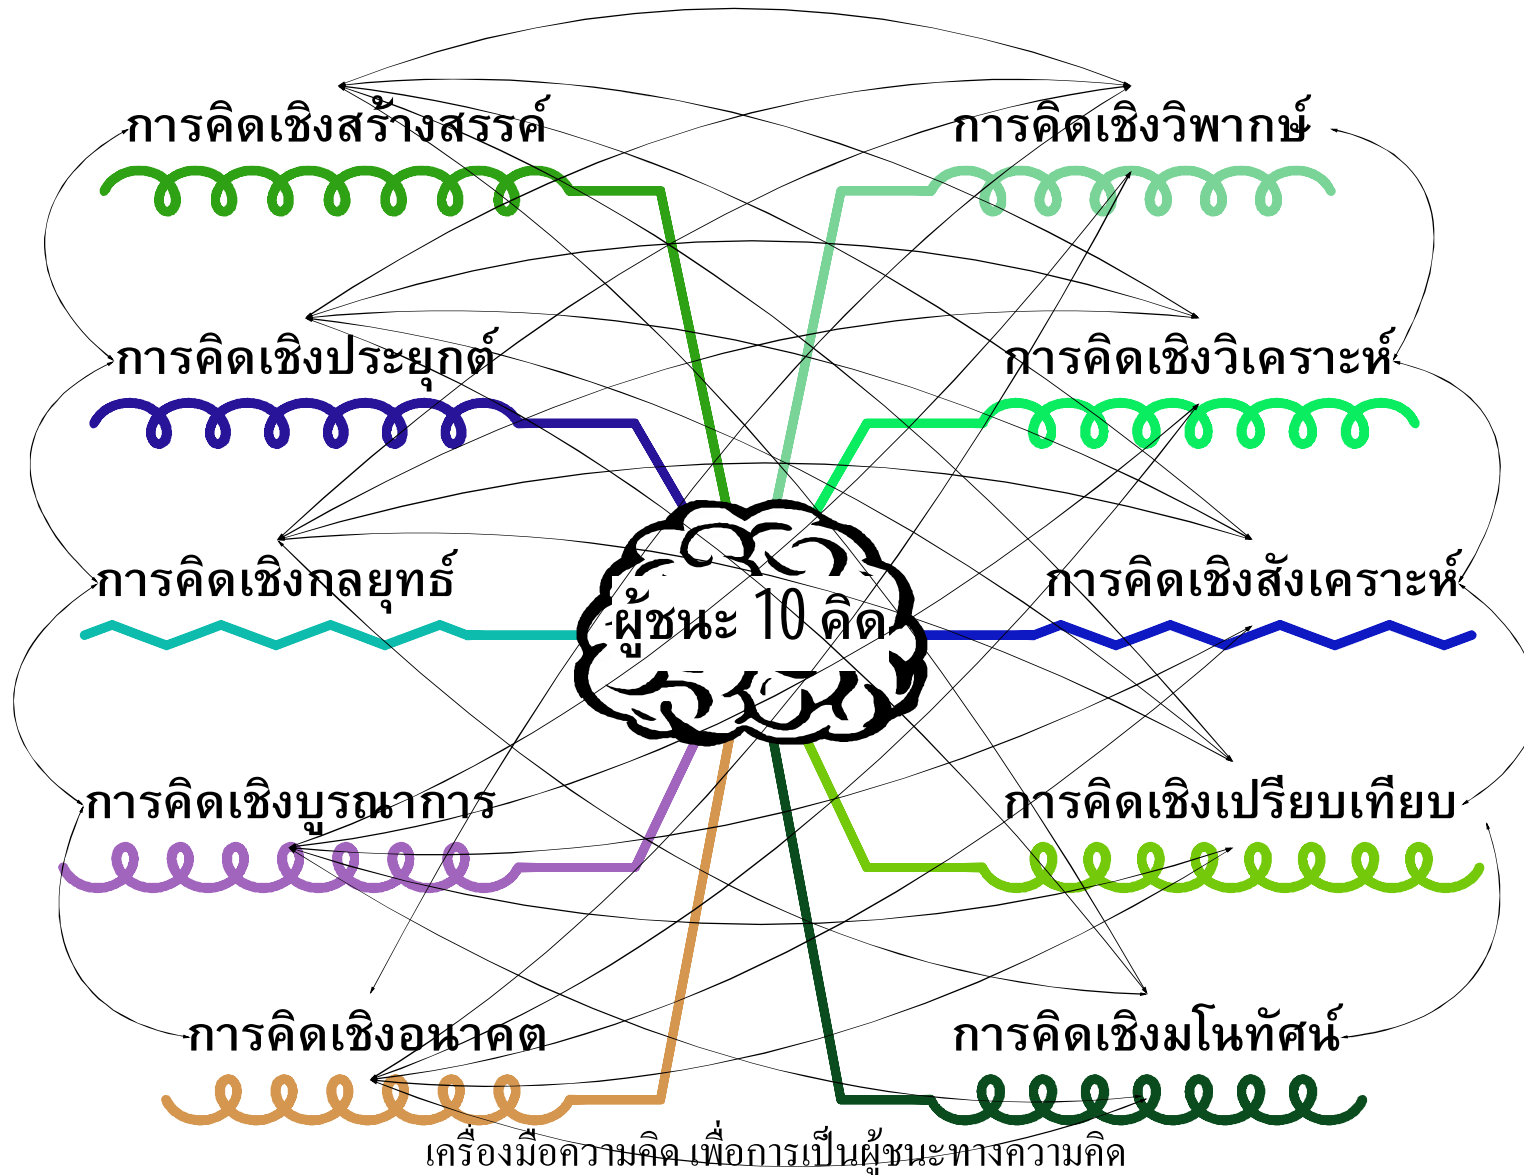 การคิดเชิงสร้างสรรค์
การคิดเชิงวิพากษ์
การคิดเชิงประยุกต์
การคิดเชิงวิเคราะห์
การคิดเชิงกลยุทธ์
การคิดเชิงสังเคราะห์
ผู้ชนะ 10 คิด
การคิดเชิงบูรณาการ
การคิดเชิงเปรียบเทียบ
การคิดเชิงอนาคต
การคิดเชิงมโนทัศน์
เครื่องมือความคิด เพื่อการเป็นผู้ชนะทางความคิด